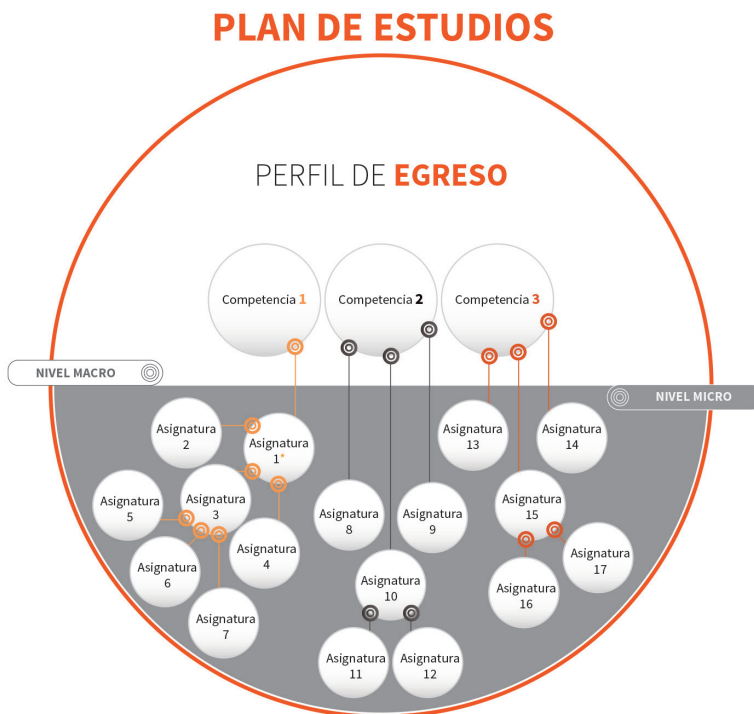 PLAN DE ESTUDIOS
PERFIL DE EGRESO
Competencia 1
Competencia 2
Competencia 3
NIVEL MACRO
NIVEL MICRO
Asignatura
2
Asignatura
1*
Asignatura
13
Asignatura
14
Asignatura
5
Asignatura
3
Asignatura
8
Asignatura
9
Asignatura
15
Asignatura
6
Asignatura
4
Asignatura
10
Asignatura
16
Asignatura
17
Asignatura
7
Asignatura
11
Asignatura
12